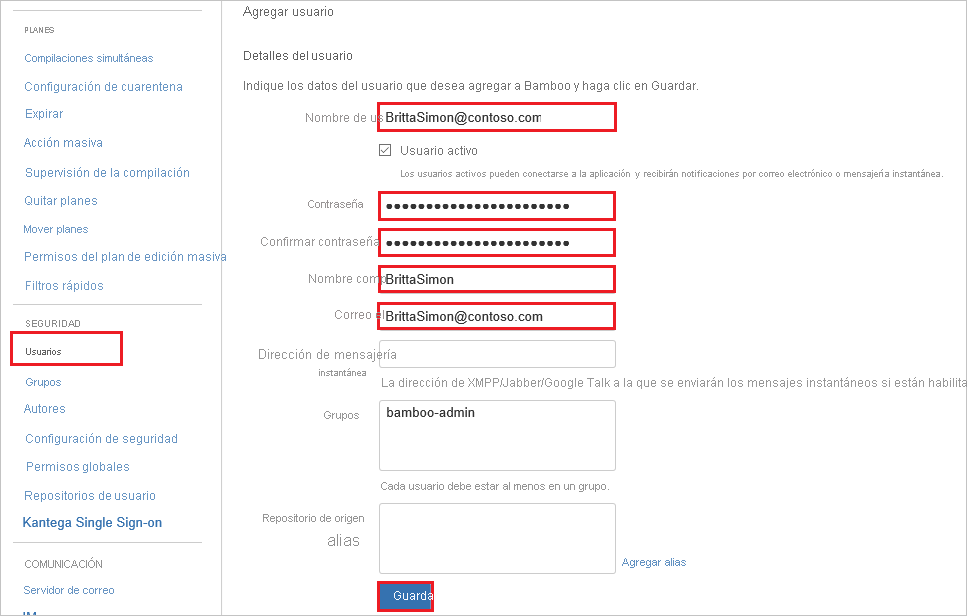 PLANES
Compilaciones simultáneas
Configuración de cuarentena
Expirar
Acción masiva
Supervisión de la compilación
Quitar planes
Mover planes
Permisos del plan de edición masiva
Filtros rápidos
SEGURIDAD
Usuarios
Grupos
Autores
Configuración de seguridad
Permisos globales
Repositorios de usuario
Kantega Single Sign-on
COMUNICACIÓN
Servidor de correo
IM
Agregar usuario
Detalles del usuario
Indique los datos del usuario que desea agregar a Bamboo y haga clic en Guardar.
Nombre de us BrittaSimon@contoso.com
Usuario activo
Los usuarios activos pueden conectarse a la aplicación y recibirán notificaciones por correo electrónico o mensajería instantánea.
Contraseña ●●●●●●●●●●●●●●●●●●●●●●●
Confirmar contraseña ●●●●●●●●●●●●●●●●●●●●●●●
Nombre comp BrittaSimon
Correo el BrittaSimon@contoso.com
Dirección de mensajería
instantánea
La dirección de XMPP/Jabber/Google Talk a la que se enviarán los mensajes instantáneos si están habilita
Grupos bamboo-admin
Cada usuario debe estar al menos en un grupo.
Repositorio de origen
alias
Agregar alias
Guarda